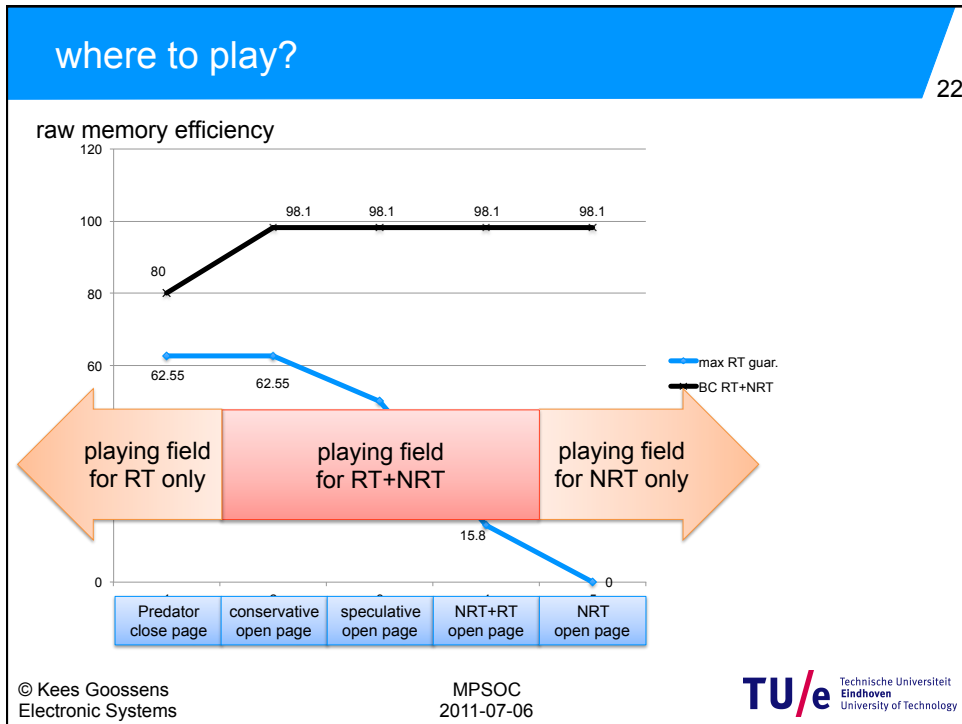 where to play?
22
raw memory efficiency
120
100
80
60
0
80
98.1
98.1
98.1
98.1
62.55
62.55
15.8
0
max RT guar.
BC RT+NRT
playing field
for RT only
playing field
for RT+NRT
playing field
for NRT only
Predator
close page
conservative
open page
speculative
open page
NRT+RT
open page
NRT
open page
© Kees Goossens
Electronic Systems
MPSOC
2011-07-06
TU/e
Technische Universiteit
Eindhoven
University of Technology